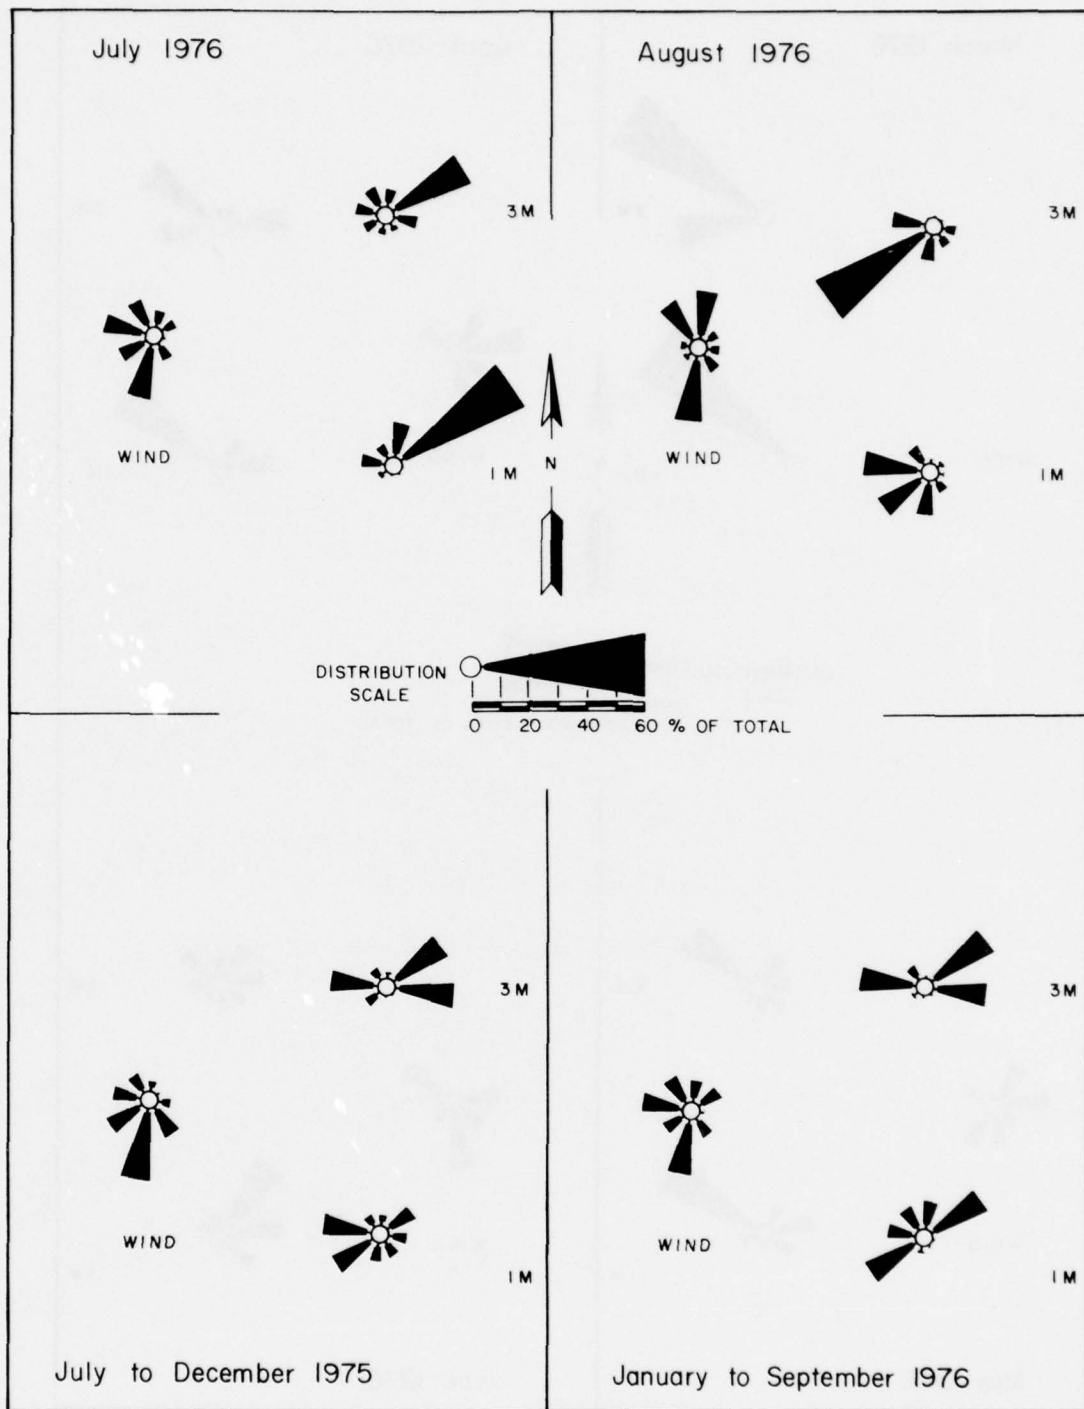 July 1976
3M
WIND
1M
August 1976
3M
WIND
1M
N
DISTRIBUTION
SCALE
0 20 40 60 % OF TOTAL
3M
WIND
1M
July to December 1975
3M
WIND
1M
January to September 1976